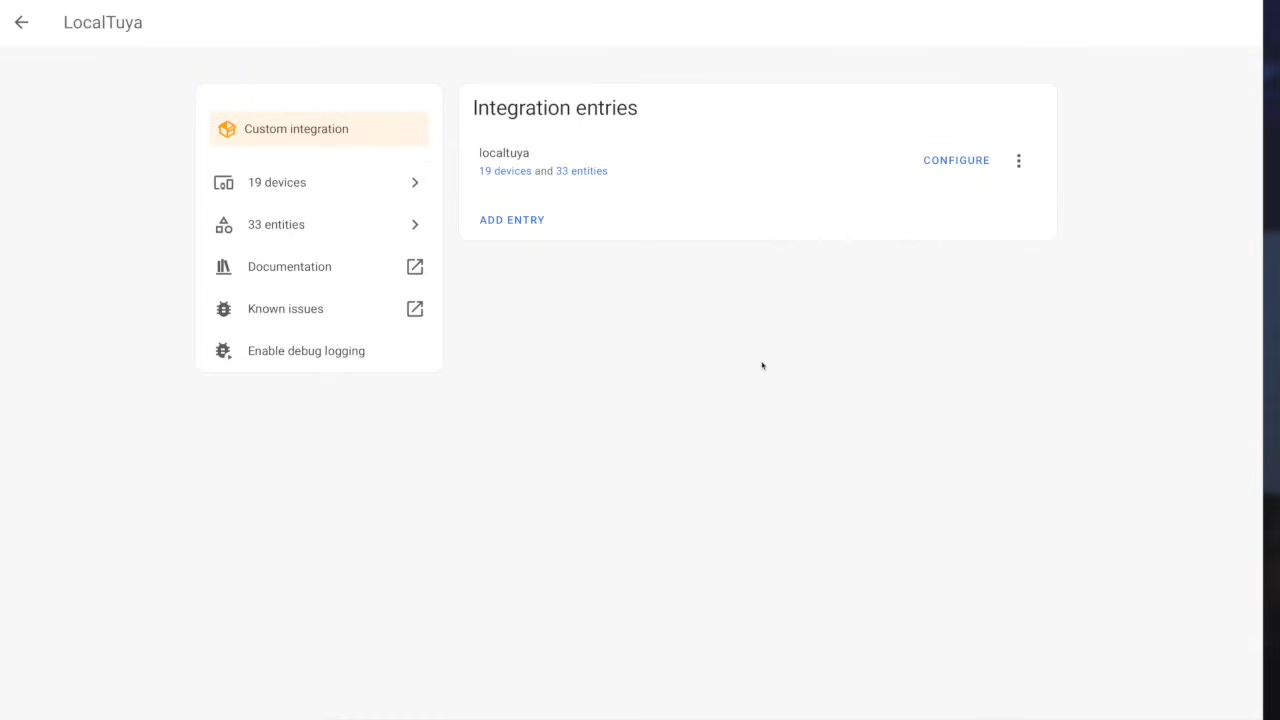 LocalTuya
Custom integration
19 devices
33 entities
Documentation
Known issues
Enable debug logging
Integration entries
localtuya
19 devices and 33 entities
CONFIGURE
ADD ENTRY